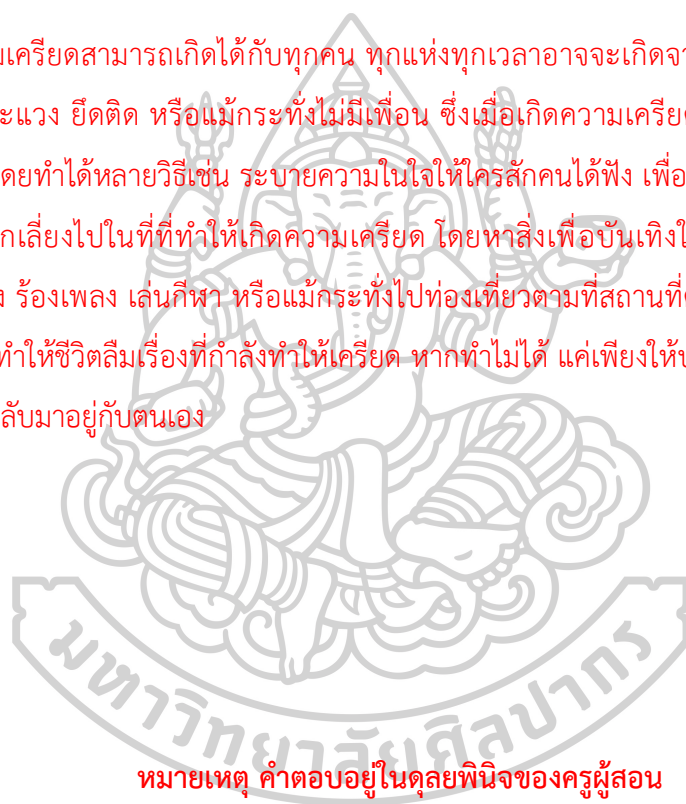 มเครียดสามารถเกิดได้กับทุกคน ทุกแห่งทุกเวลาอาจจะเกิดจา
ะแวง ยึดติด หรือแม้กระทั่งไม่มีเพื่อน ซึ่งเมื่อเกิดความเครีย
ดยทำได้หลายวิธีเช่น ระบายความในใจให้ใครสักคนได้ฟัง เพื่อ
กเลี่ยงไปในที่ที่ทำให้เกิดความเครียด โดยหาสิ่งเพื่อบันเทิงใ
ง ร้องเพลง เล่นกีฬา หรือแม้กระทั่งไปท่องเที่ยวตามที่สถานที่
ทำให้ชีวิตลืมเรื่องที่กำลังทำให้เครียด หากทำไม่ได้ แค่เพียงให้
ลับมาอยู่กับตนเอง
มหาวิทยาลัยศิลปากร
หมายเหตุ คำตอบอยู่ในดุลยพินิจของครูผู้สอน